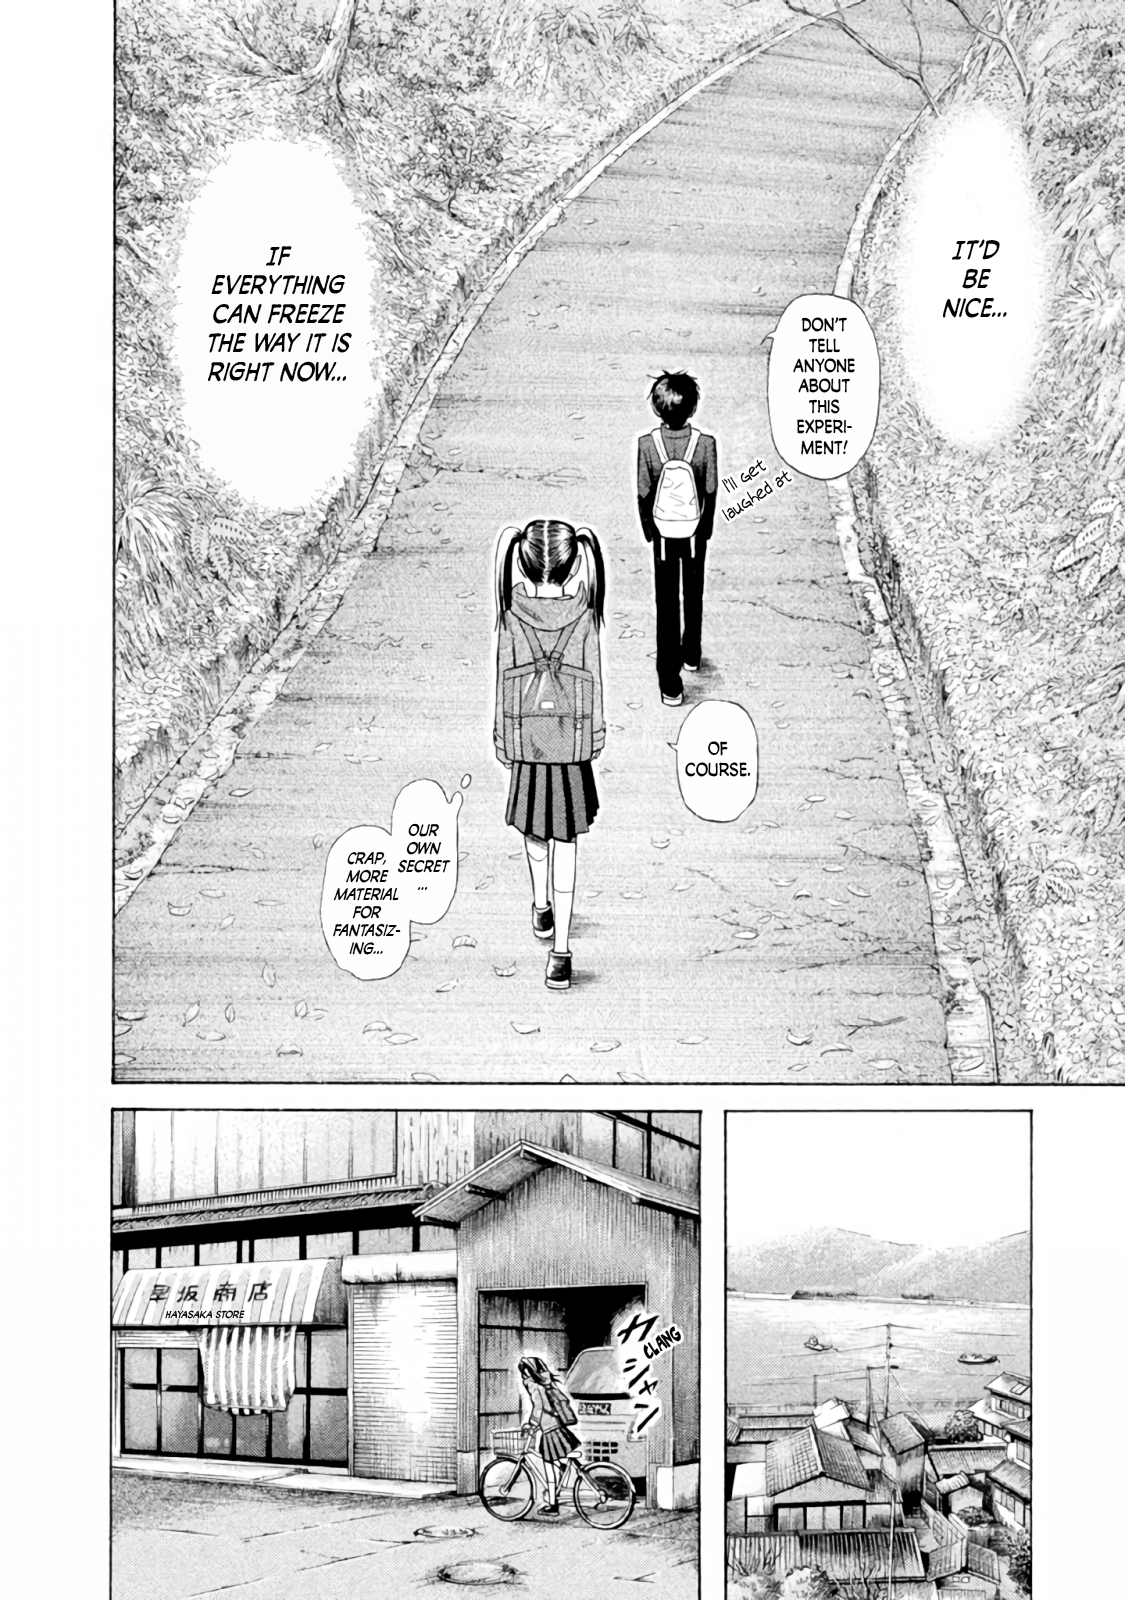 IT'D
BE
NICE...
DON'T
TELL
ANYONE
ABOUT
THIS
EXPERI-
MENT!
I'll get
laughed at
IF
EVERYTHING
CAN FREEZE
THE WAY IT IS
RIGHT NOW...
OF
COURSE.
OUR
OWN
SECRET
...
CRAP,
MORE
MATERIAL
FOR
FANTASIZ-
ING...
早坂商店
HAYASAKA STORE
ガシャン
CLANG